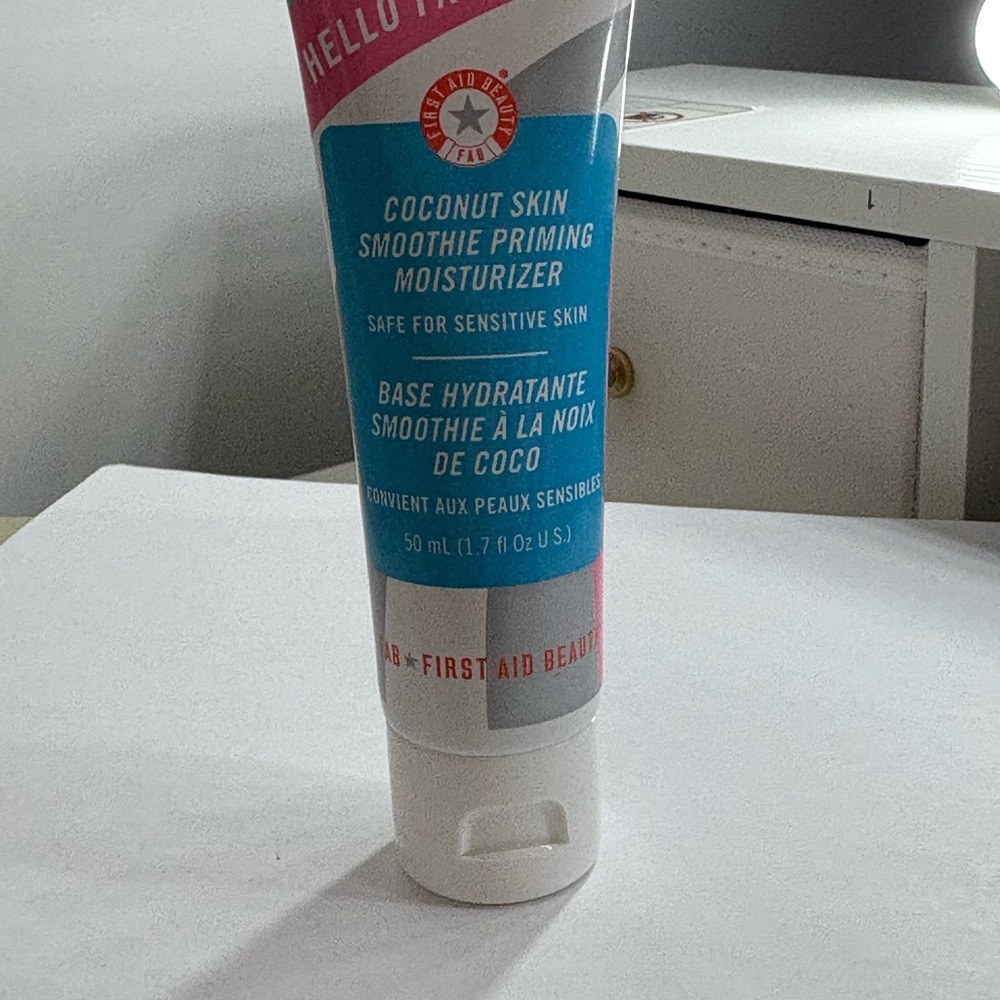 HELLO
FIRST AID BEAUTY
FAB
COCONUT SKIN
SMOOTHIE PRIMING
MOISTURIZER
SAFE FOR SENSITIVE SKIN
BASE HYDRATANTE
SMOOTHIE À LA NOIX
DE COCO
CONVIENT AUX PEAUX SENSIBLES
50 mL (1.7 fl Oz U.S.)
FAB★FIRST AID BEAUTY